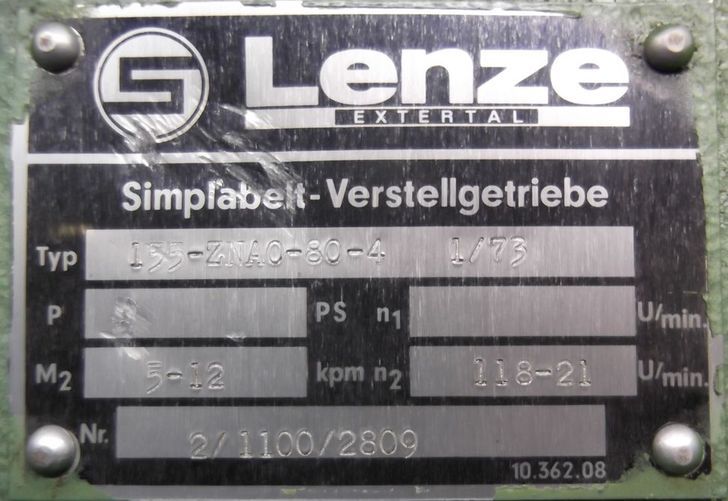 Lenze
EXTERTAL
Simplabelt-Verstellgetriebe
Typ 155-ZNAO-80-4 1/73
P PS n1 U/min.
M2 5-12 kpm n2 118-21 U/min.
Nr. 2/1100/2809
10.362.08